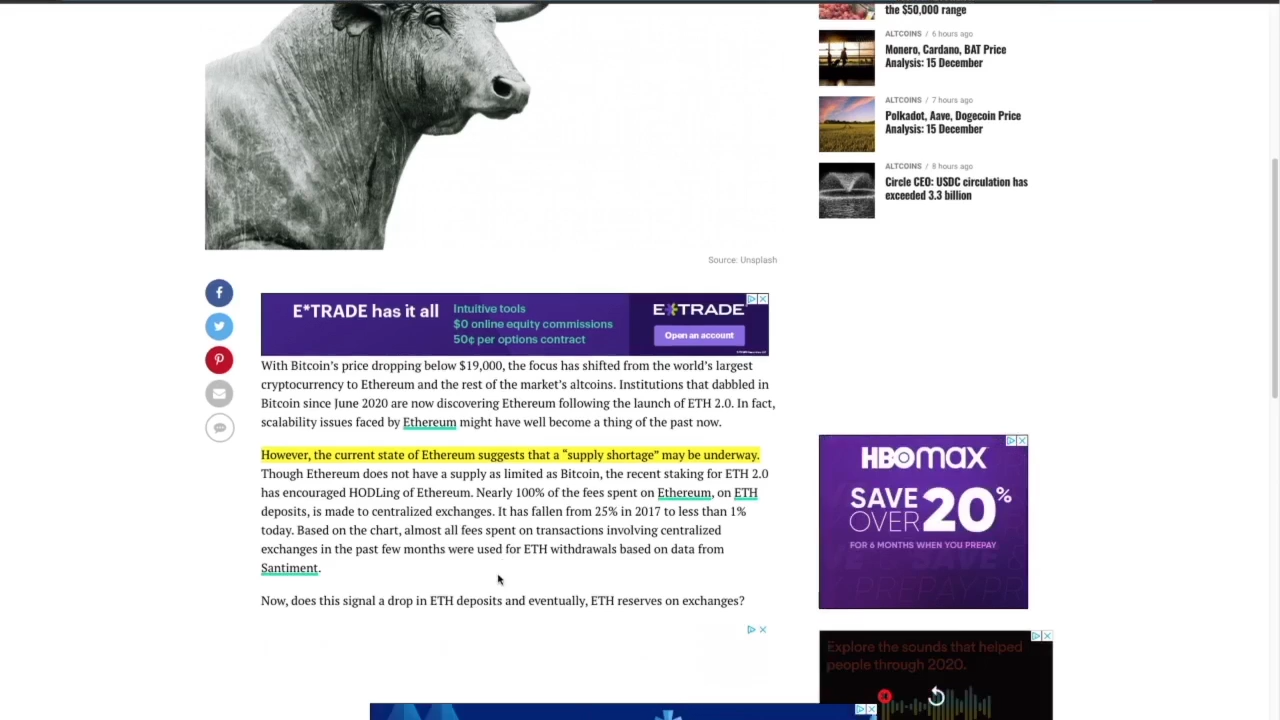 the $50,000 range
ALTCOINS / 6 hours ago
Monero, Cardano, BAT Price
Analysis: 15 December
ALTCOINS / 7 hours ago
Polkadot, Aave, Dogecoin Price
Analysis: 15 December
ALTCOINS / 8 hours ago
Circle CEO: USDC circulation has
exceeded 3.3 billion
Source: Unsplash
E*TRADE has it all
Intuitive tools
$0 online equity commissions
50¢ per options contract
E*TRADE
Open an account
With Bitcoin’s price dropping below $19,000, the focus has shifted from the world’s largest
cryptocurrency to Ethereum and the rest of the market’s altcoins. Institutions that dabbled in
Bitcoin since June 2020 are now discovering Ethereum following the launch of ETH 2.0. In fact,
scalability issues faced by Ethereum might have well become a thing of the past now.
However, the current state of Ethereum suggests that a “supply shortage” may be underway.
Though Ethereum does not have a supply as limited as Bitcoin, the recent staking for ETH 2.0
has encouraged HODLing of Ethereum. Nearly 100% of the fees spent on Ethereum, on ETH
deposits, is made to centralized exchanges. It has fallen from 25% in 2017 to less than 1%
today. Based on the chart, almost all fees spent on transactions involving centralized
exchanges in the past few months were used for ETH withdrawals based on data from
Santiment.
Now, does this signal a drop in ETH deposits and eventually, ETH reserves on exchanges?
HBOmax
SAVE
OVER 20%
FOR 6 MONTHS WHEN YOU PREPAY
Explore the sounds that helped
people through 2020.